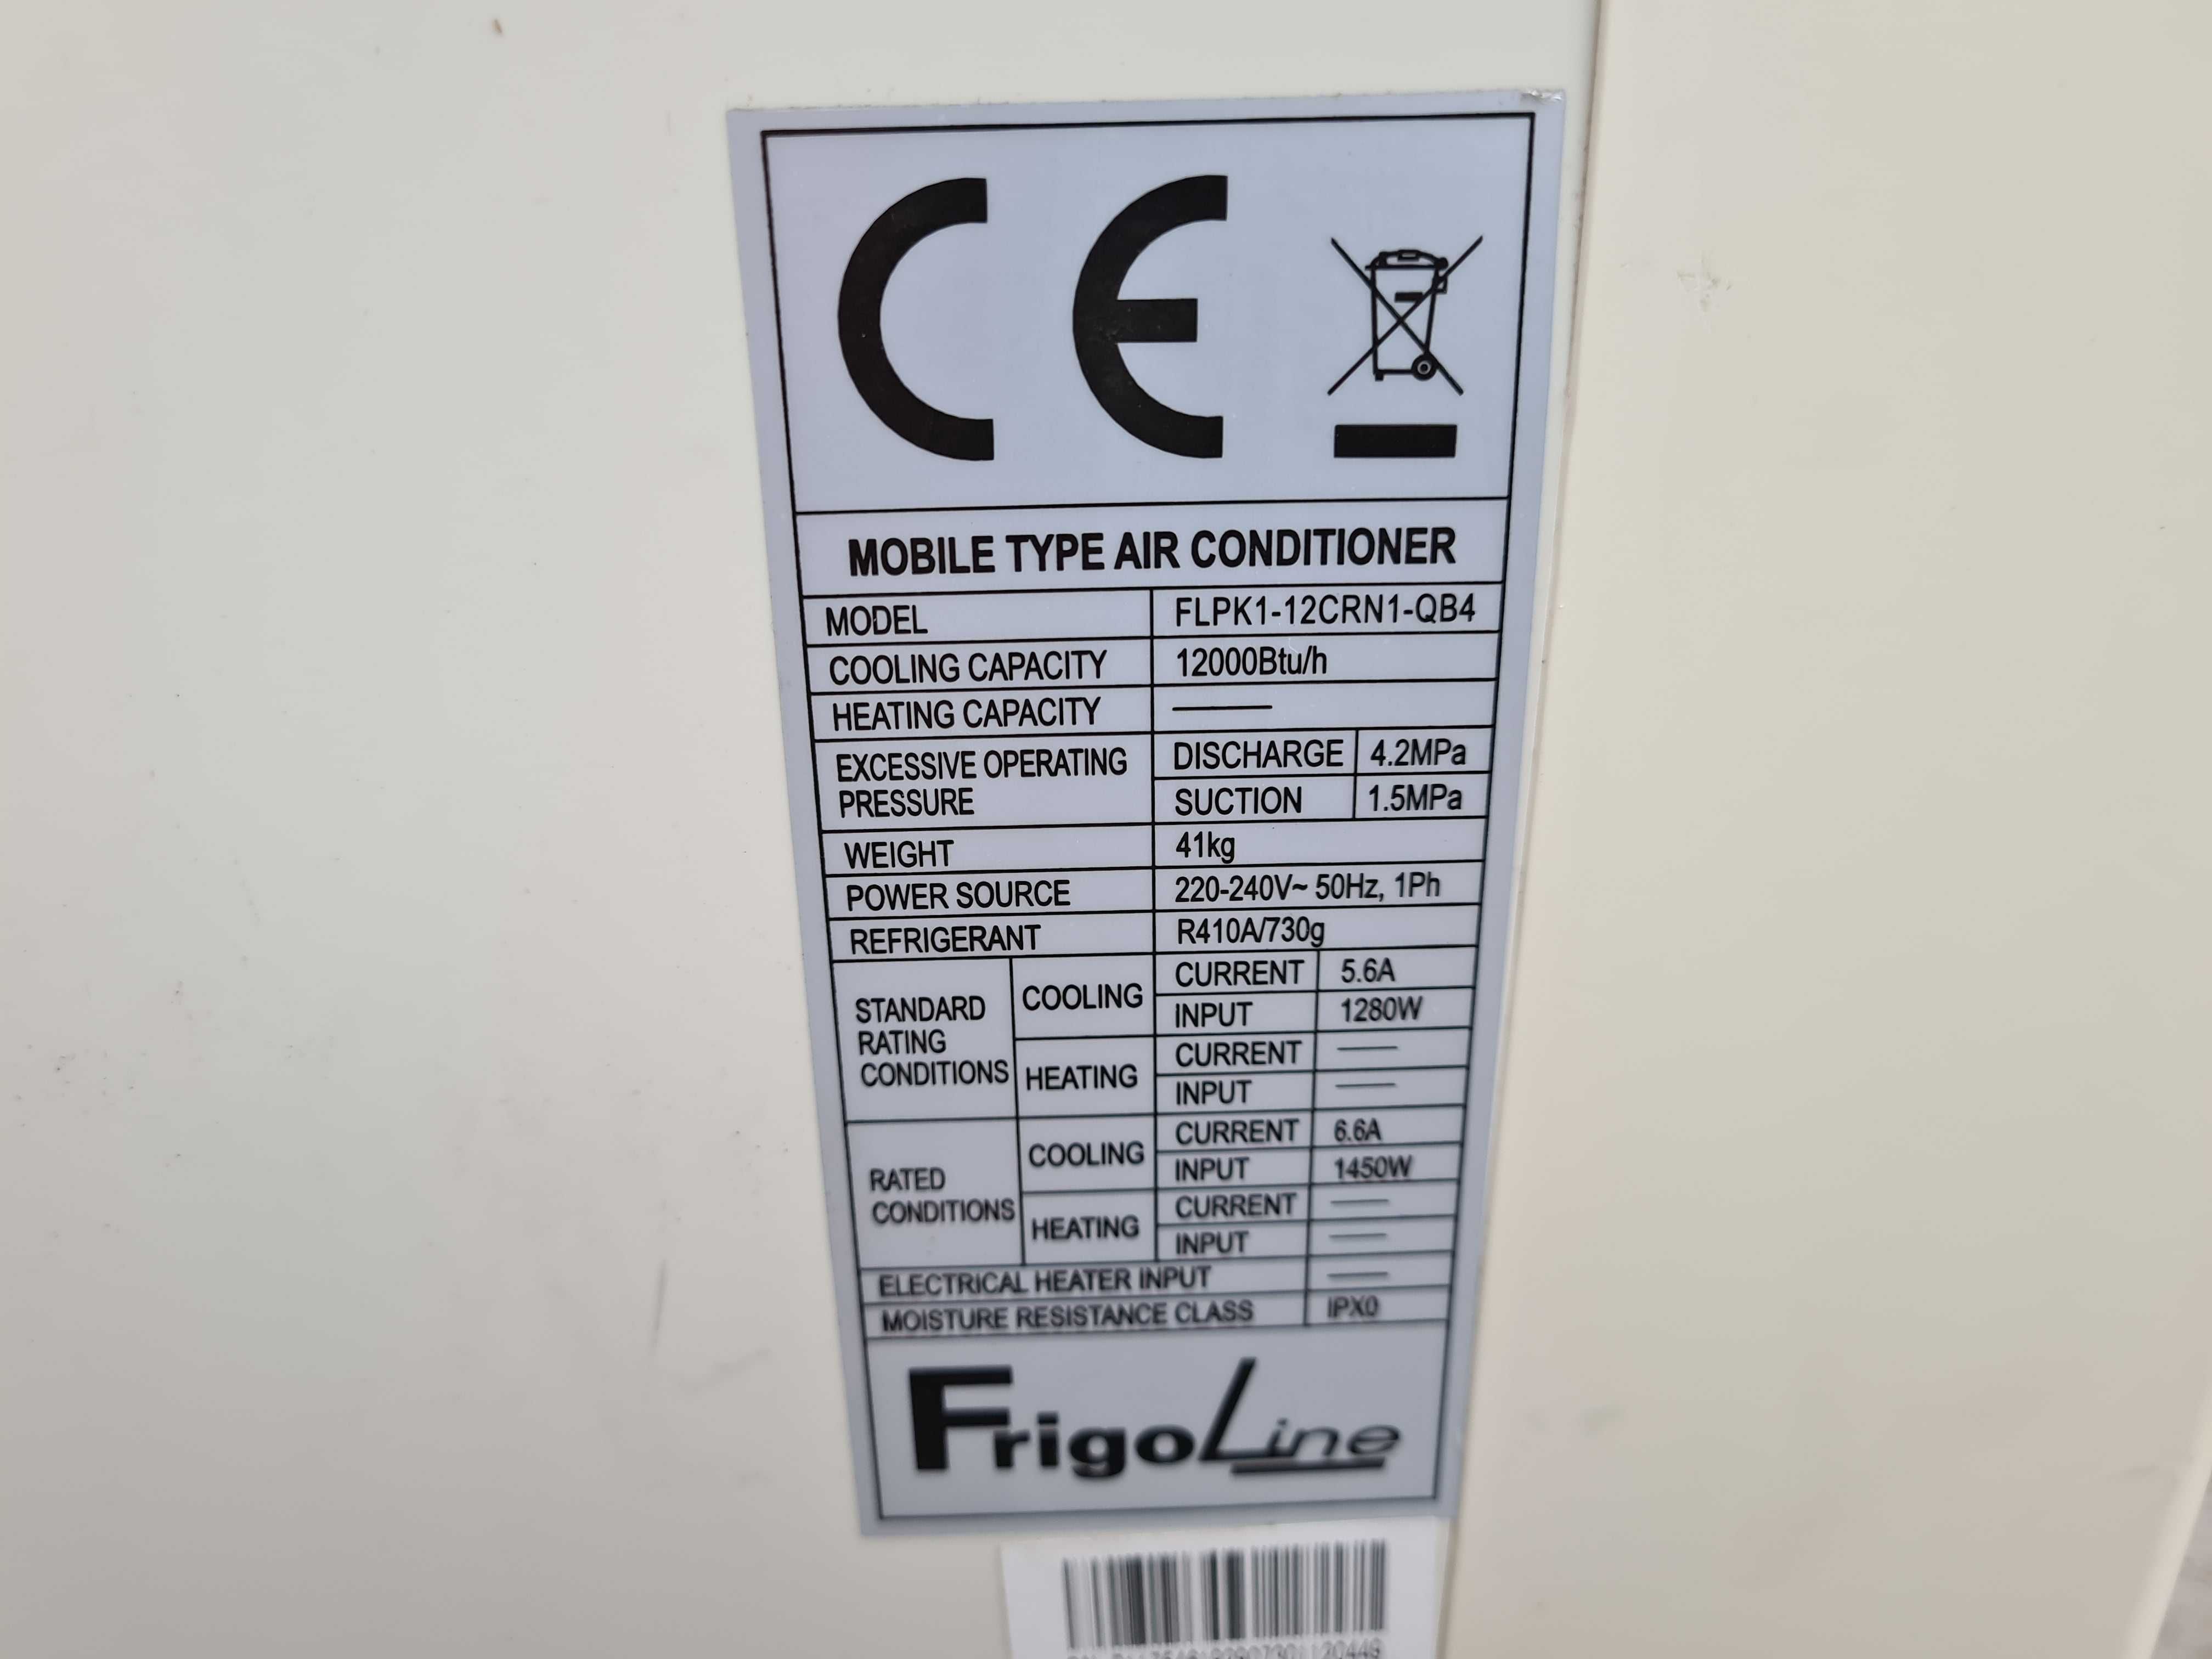 CE
MOBILE TYPE AIR CONDITIONER
MODEL FLPK1-12CRN1-QB4
COOLING CAPACITY 12000Btu/h
HEATING CAPACITY ——
EXCESSIVE OPERATING PRESSURE DISCHARGE 4.2MPa
SUCTION 1.5MPa
WEIGHT 41kg
POWER SOURCE 220-240V~ 50Hz, 1Ph
REFRIGERANT R410A/730g
STANDARD RATING CONDITIONS COOLING CURRENT 5.6A
INPUT 1280W
HEATING CURRENT ——
INPUT ——
RATED CONDITIONS COOLING CURRENT 6.6A
INPUT 1450W
HEATING CURRENT ——
INPUT ——
ELECTRICAL HEATER INPUT ——
MOISTURE RESISTANCE CLASS IPX0
FrigoLine